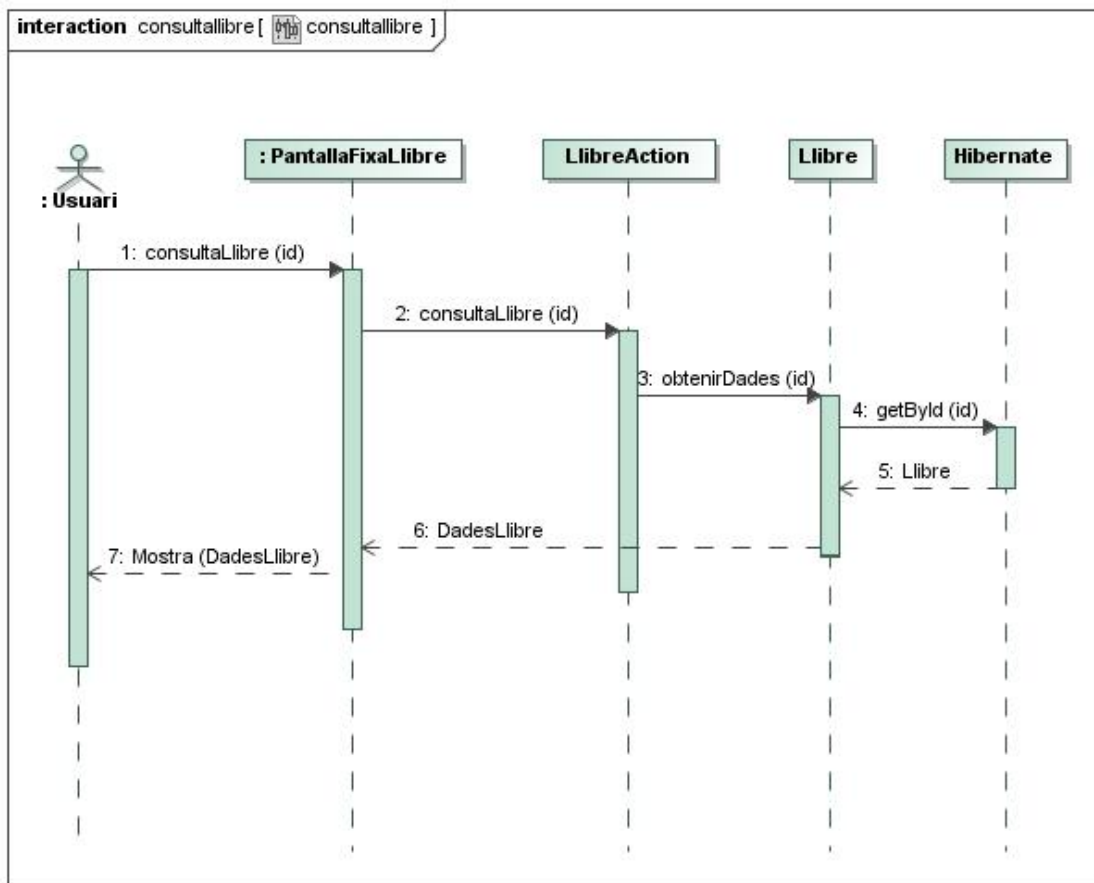 interaction consultallibre [ consultallibre ]
: Usuari
: PantallaFixaLlibre
LlibreAction
Llibre
Hibernate
1: consultaLlibre (id)
2: consultaLlibre (id)
3: obtenirDades (id)
4: getById (id)
5: Llibre
6: DadesLlibre
7: Mostra (DadesLlibre)